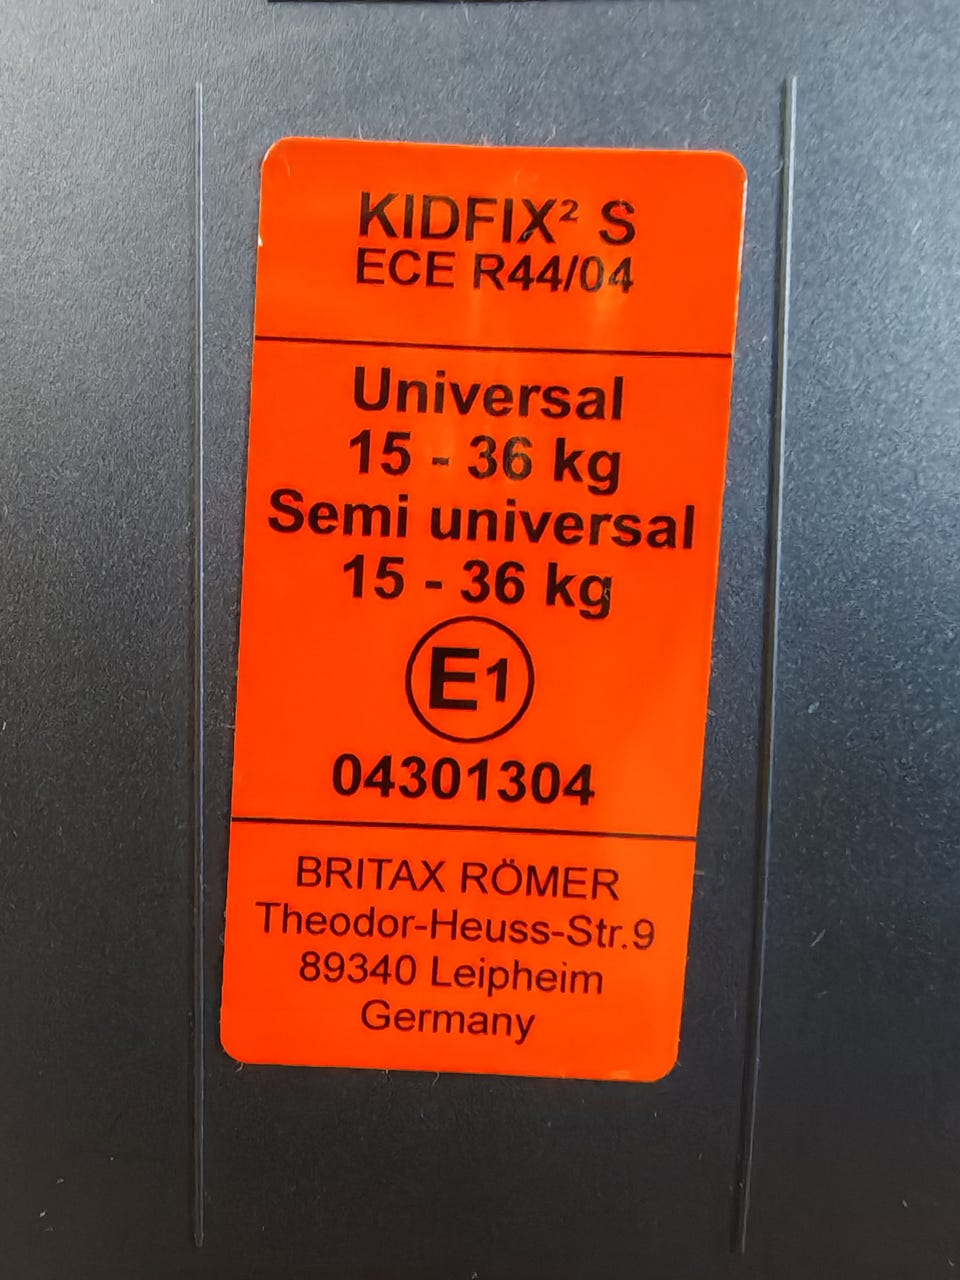 KIDFIX² S
ECE R44/04
Universal
15 - 36 kg
Semi universal
15 - 36 kg
E1
04301304
BRITAX RÖMER
Theodor-Heuss-Str.9
89340 Leipheim
Germany